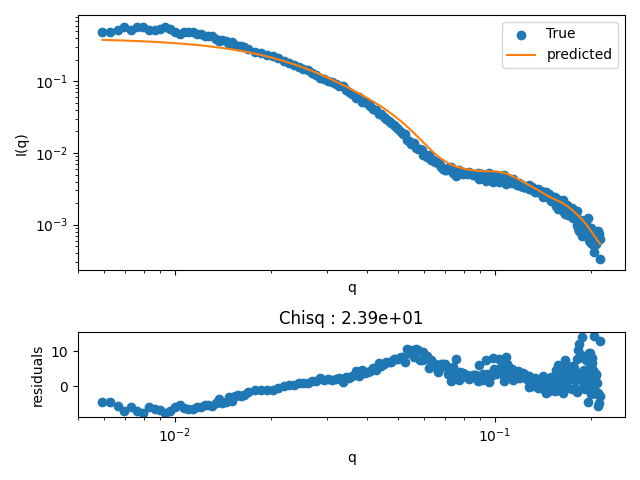 True
predicted
I(q)
10⁻¹
10⁻²
10⁻³
q
Chisq : 2.39e+01
residuals
10
0
10⁻²
10⁻¹
q